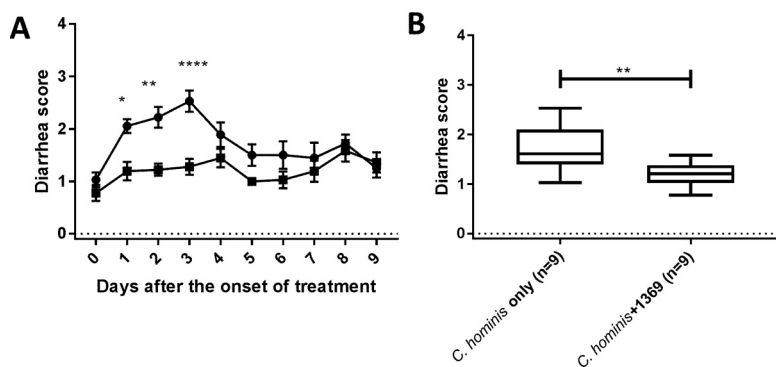 A
Diarrhea score
4
3
2
1
0
*
**
****
0 1 2 3 4 5 6 7 8 9
Days after the onset of treatment
B
Diarrhea score
4
3
2
1
0
**
C. hominis only (n=9)
C. hominis+1369 (n=9)